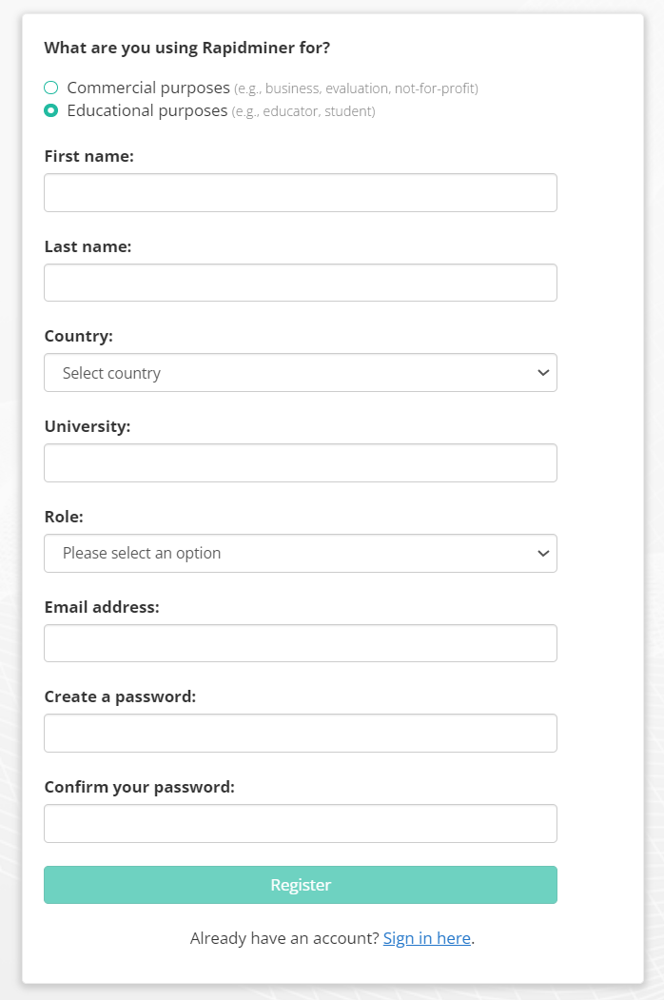 What are you using Rapidminer for?
Commercial purposes (e.g., business, evaluation, not-for-profit)
Educational purposes (e.g., educator, student)
First name:
Last name:
Country:
Select country
University:
Role:
Please select an option
Email address:
Create a password:
Confirm your password:
Register
Already have an account? Sign in here.